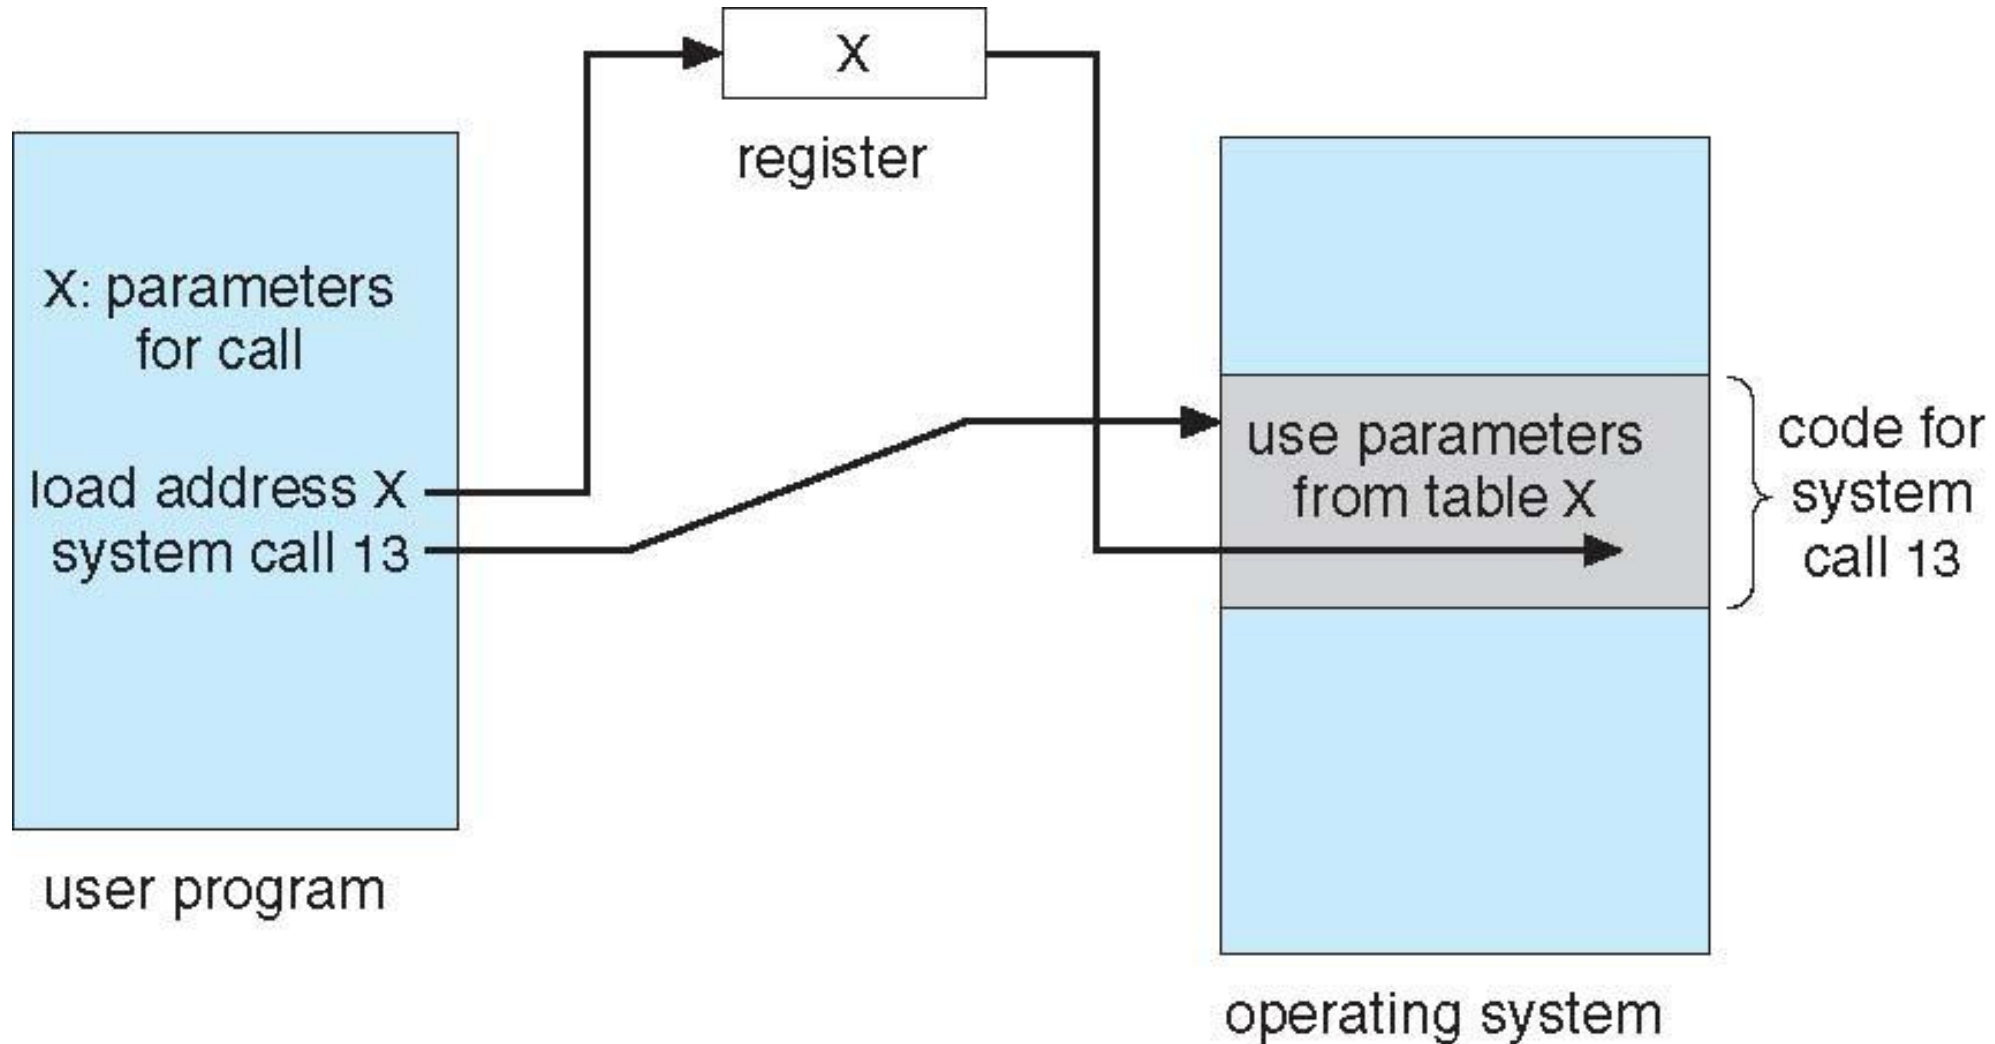 X
register
X: parameters
for call
load address X
system call 13
user program
use parameters
from table X
code for
system
call 13
operating system